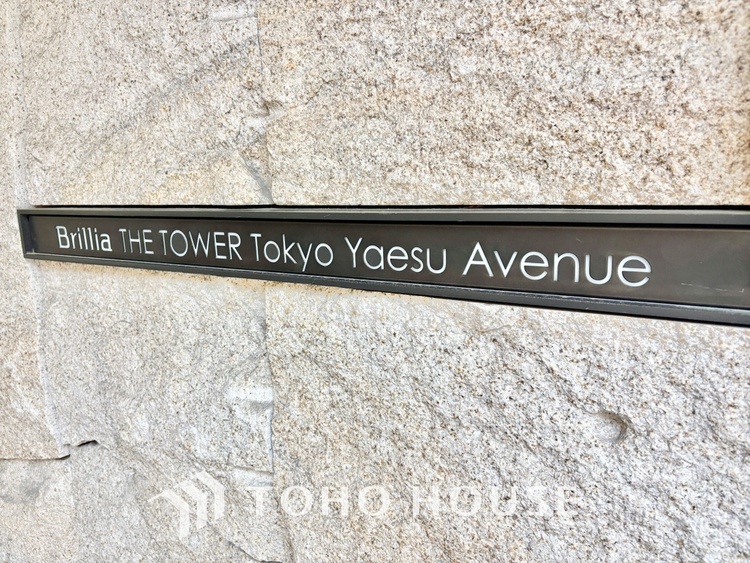 Brillia THE TOWER Tokyo Yaesu Avenue
TOHO HOUSE